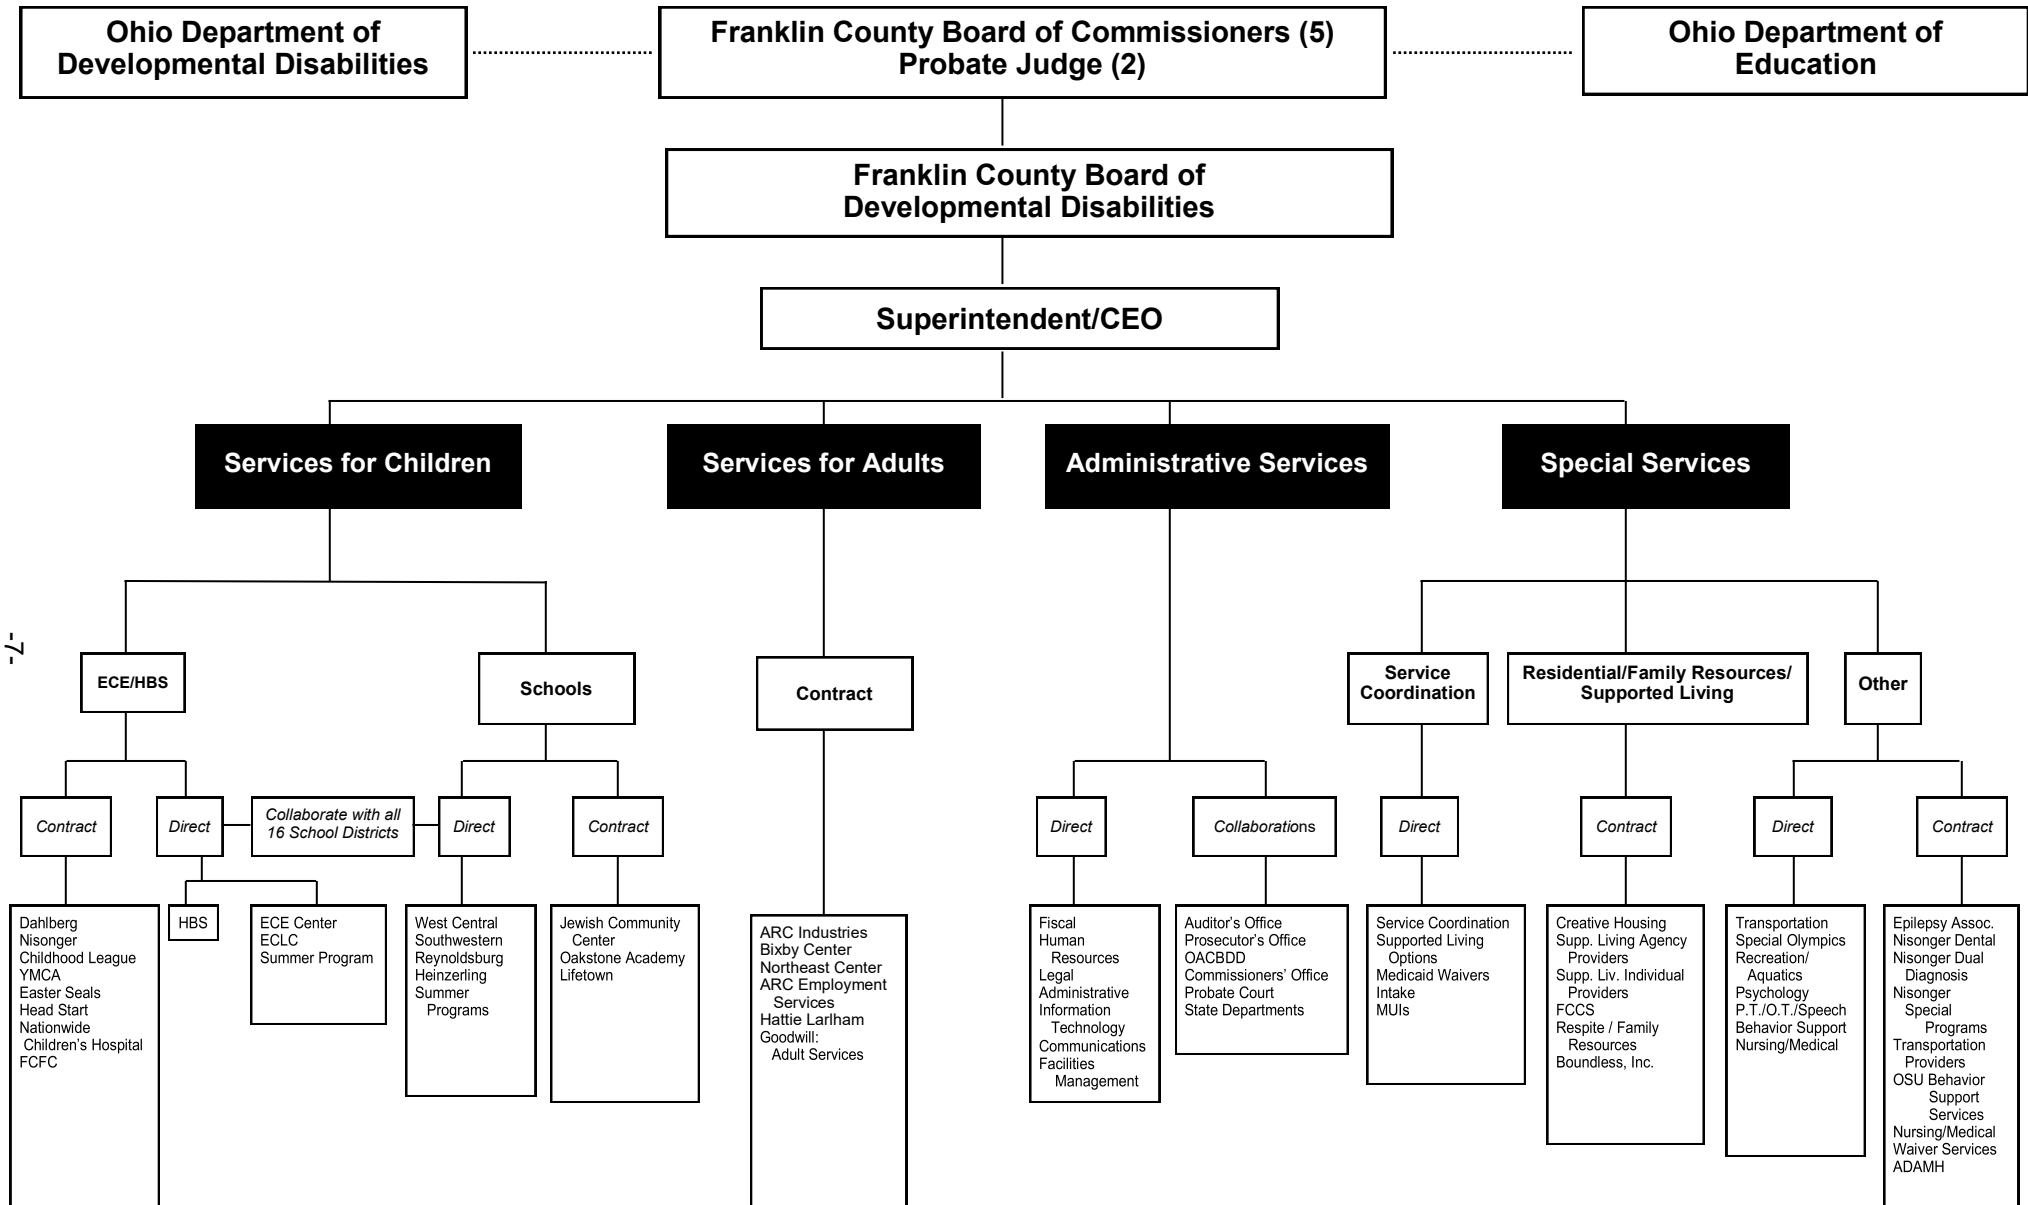 Ohio Department of
Developmental Disabilities
Franklin County Board of Commissioners (5)
Probate Judge (2)
Ohio Department of
Education
Franklin County Board of
Developmental Disabilities
Superintendent/CEO
Services for Children
Services for Adults
Administrative Services
Special Services
-7-
ECE/HBS
Schools
Contract
Service
Coordination
Residential/Family Resources/
Supported Living
Other
Contract
Direct
Collaborate with all
16 School Districts
Direct
Contract
Direct
Collaborations
Direct
Contract
Direct
Contract
Dahlberg
Nisonger
Childhood League
YMCA
Easter Seals
Head Start
Nationwide
Children's Hospital
FCFC
HBS
ECE Center
ECLC
Summer Program
West Central
Southwestern
Reynoldsburg
Heinzerling
Summer
Programs
Jewish Community
Center
Oakstone Academy
Lifetown
ARC Industries
Bixby Center
Northeast Center
ARC Employment
Services
Hattie Larlham
Goodwill:
Adult Services
Fiscal
Human
Resources
Legal
Administrative
Information
Technology
Communications
Facilities
Management
Auditor's Office
Prosecutor's Office
OACBDD
Commissioners' Office
Probate Court
State Departments
Service Coordination
Supported Living
Options
Medicaid Waivers
Intake
MUIs
Creative Housing
Supp. Living Agency
Providers
Supp. Liv. Individual
Providers
FCCS
Respite / Family
Resources
Boundless, Inc.
Transportation
Special Olympics
Recreation/
Aquatics
Psychology
P.T./O.T./Speech
Behavior Support
Nursing/Medical
Epilepsy Assoc.
Nisonger Dental
Nisonger Dual
Diagnosis
Nisonger
Special
Programs
Transportation
Providers
OSU Behavior
Support
Services
Nursing/Medical
Waiver Services
ADAMH